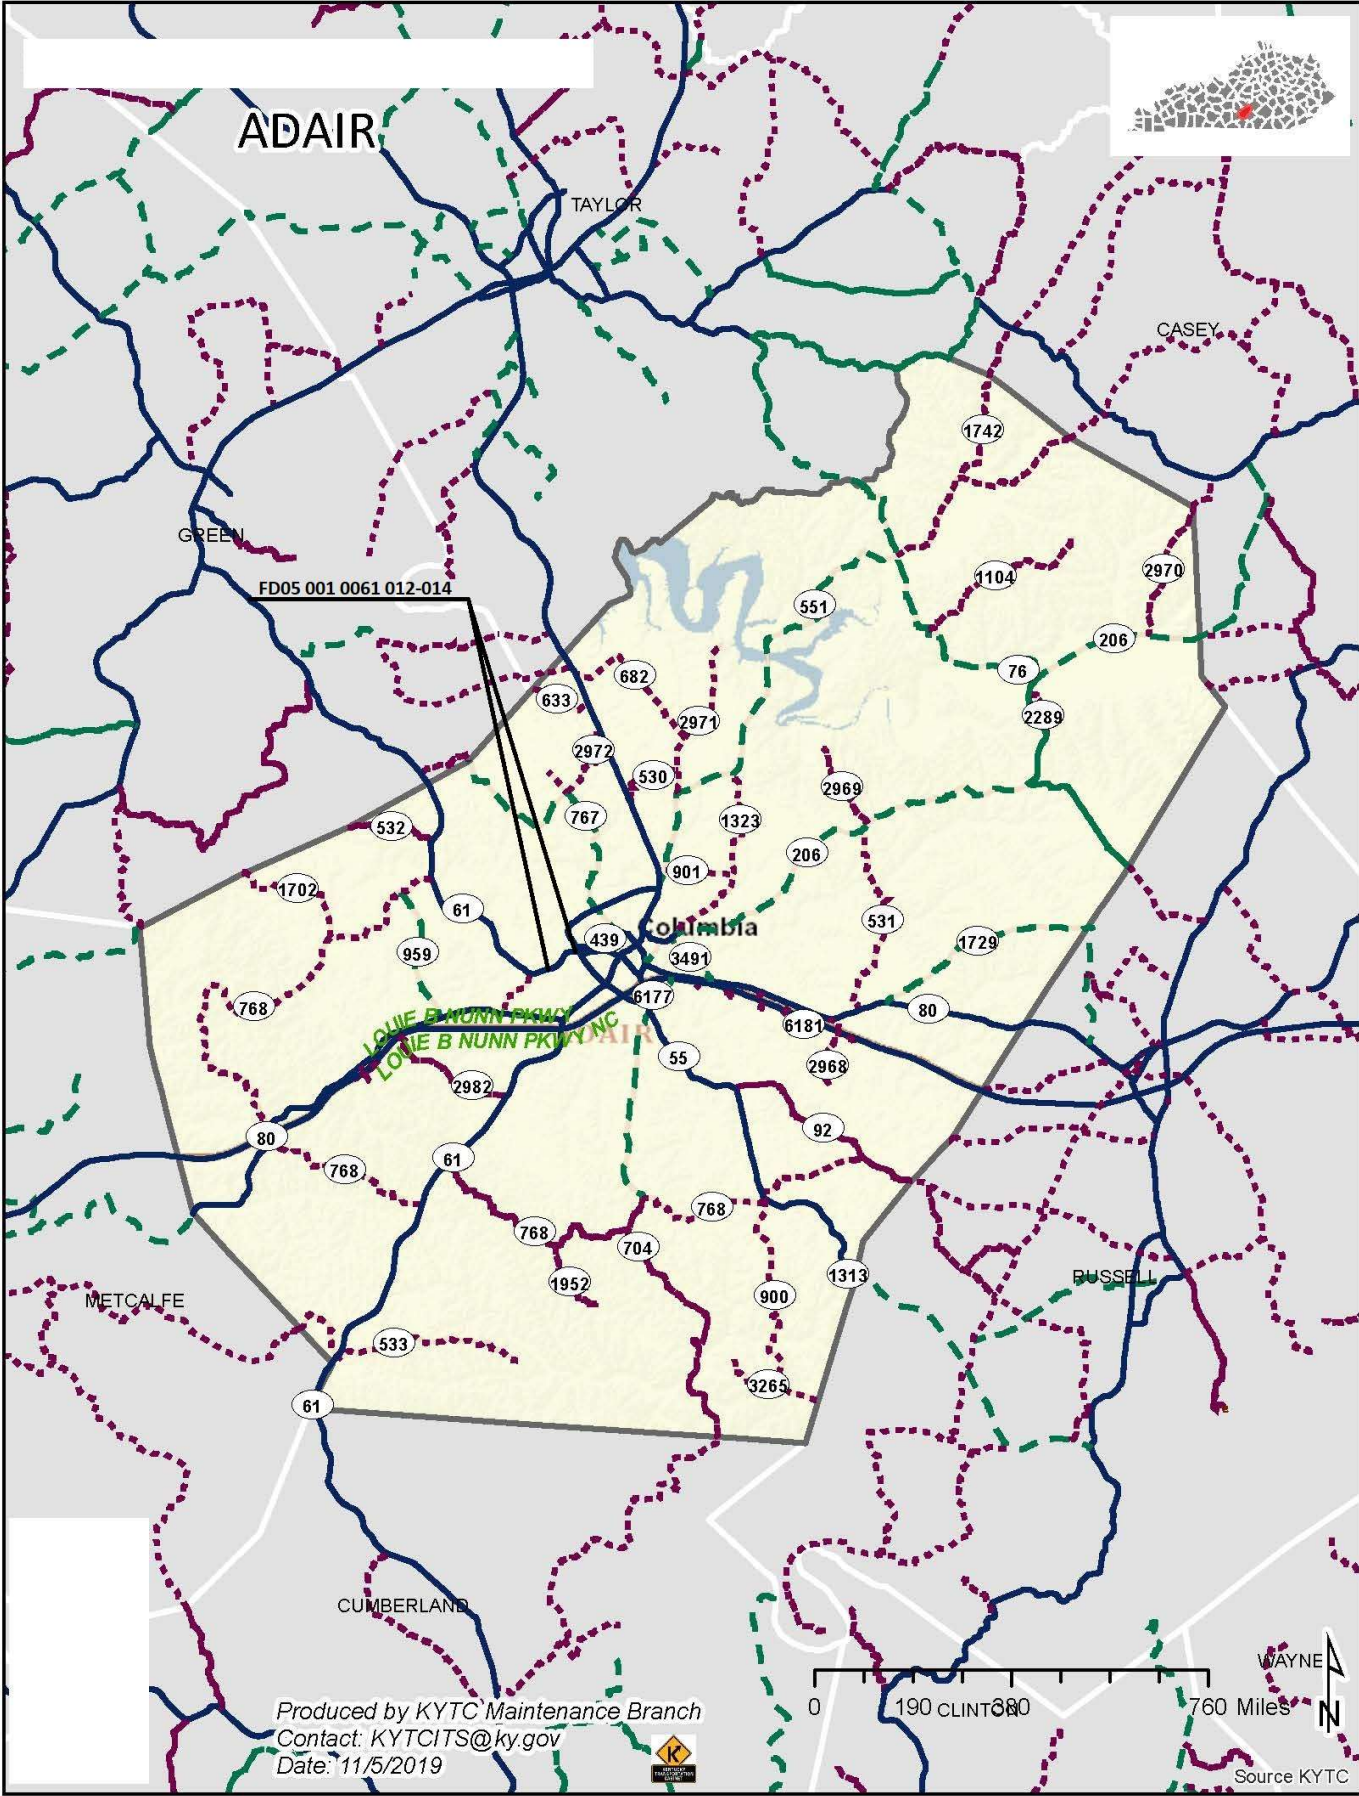 ADAIR
TAYLOR
CASEY
1742
GREEN
FD05 001 0061 012-014
1104
2970
551
206
76
682
633
2971
2289
2972
530
2969
767
1323
532
206
901
1702
61
531
Columbia
439
1729
959
3491
768
6177
80
LOUIE B NUNN PKWY
6181
LOUIE B NUNN PKWY NC
ADAIR
55
2968
2982
92
80
61
768
768
768
704
1313
RUSSELL
1952
900
METCALFE
533
3265
61
CUMBERLAND
WAYNE
0 190 CLINTON 380 760 Miles
N
Produced by KYTC Maintenance Branch
Contact: KYTCITS@ky.gov
Date: 11/5/2019
K
KENTUCKY
TRANSPORTATION
CABINET
Source KYTC